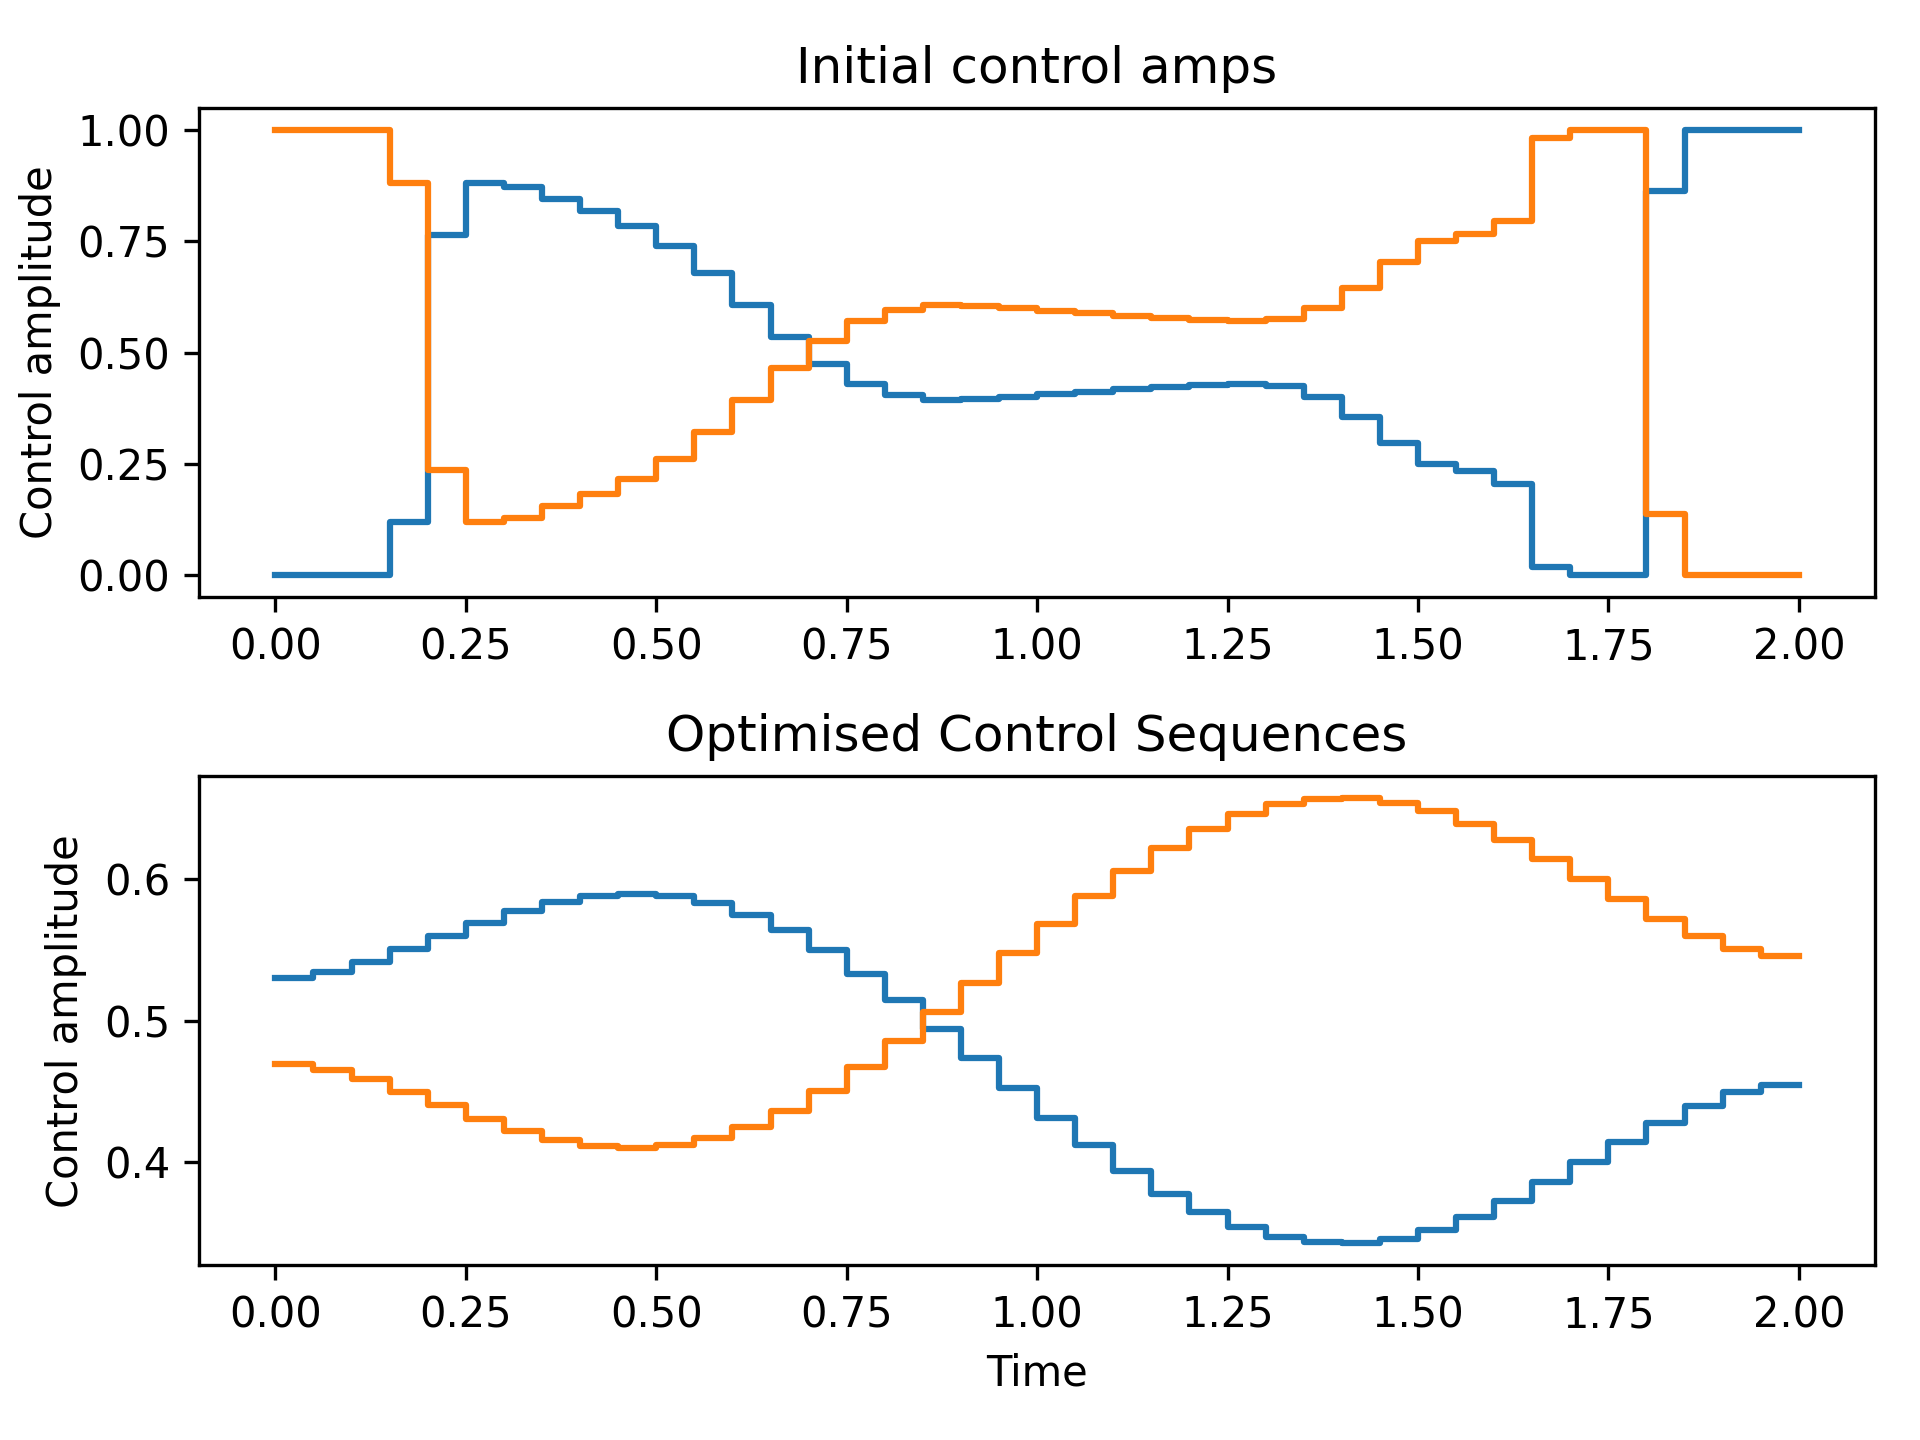 Initial control amps
Control amplitude
1.00
0.75
0.50
0.25
0.00
0.00 0.25 0.50 0.75 1.00 1.25 1.50 1.75 2.00
Optimised Control Sequences
Control amplitude
0.6
0.5
0.4
0.00 0.25 0.50 0.75 1.00 1.25 1.50 1.75 2.00
Time